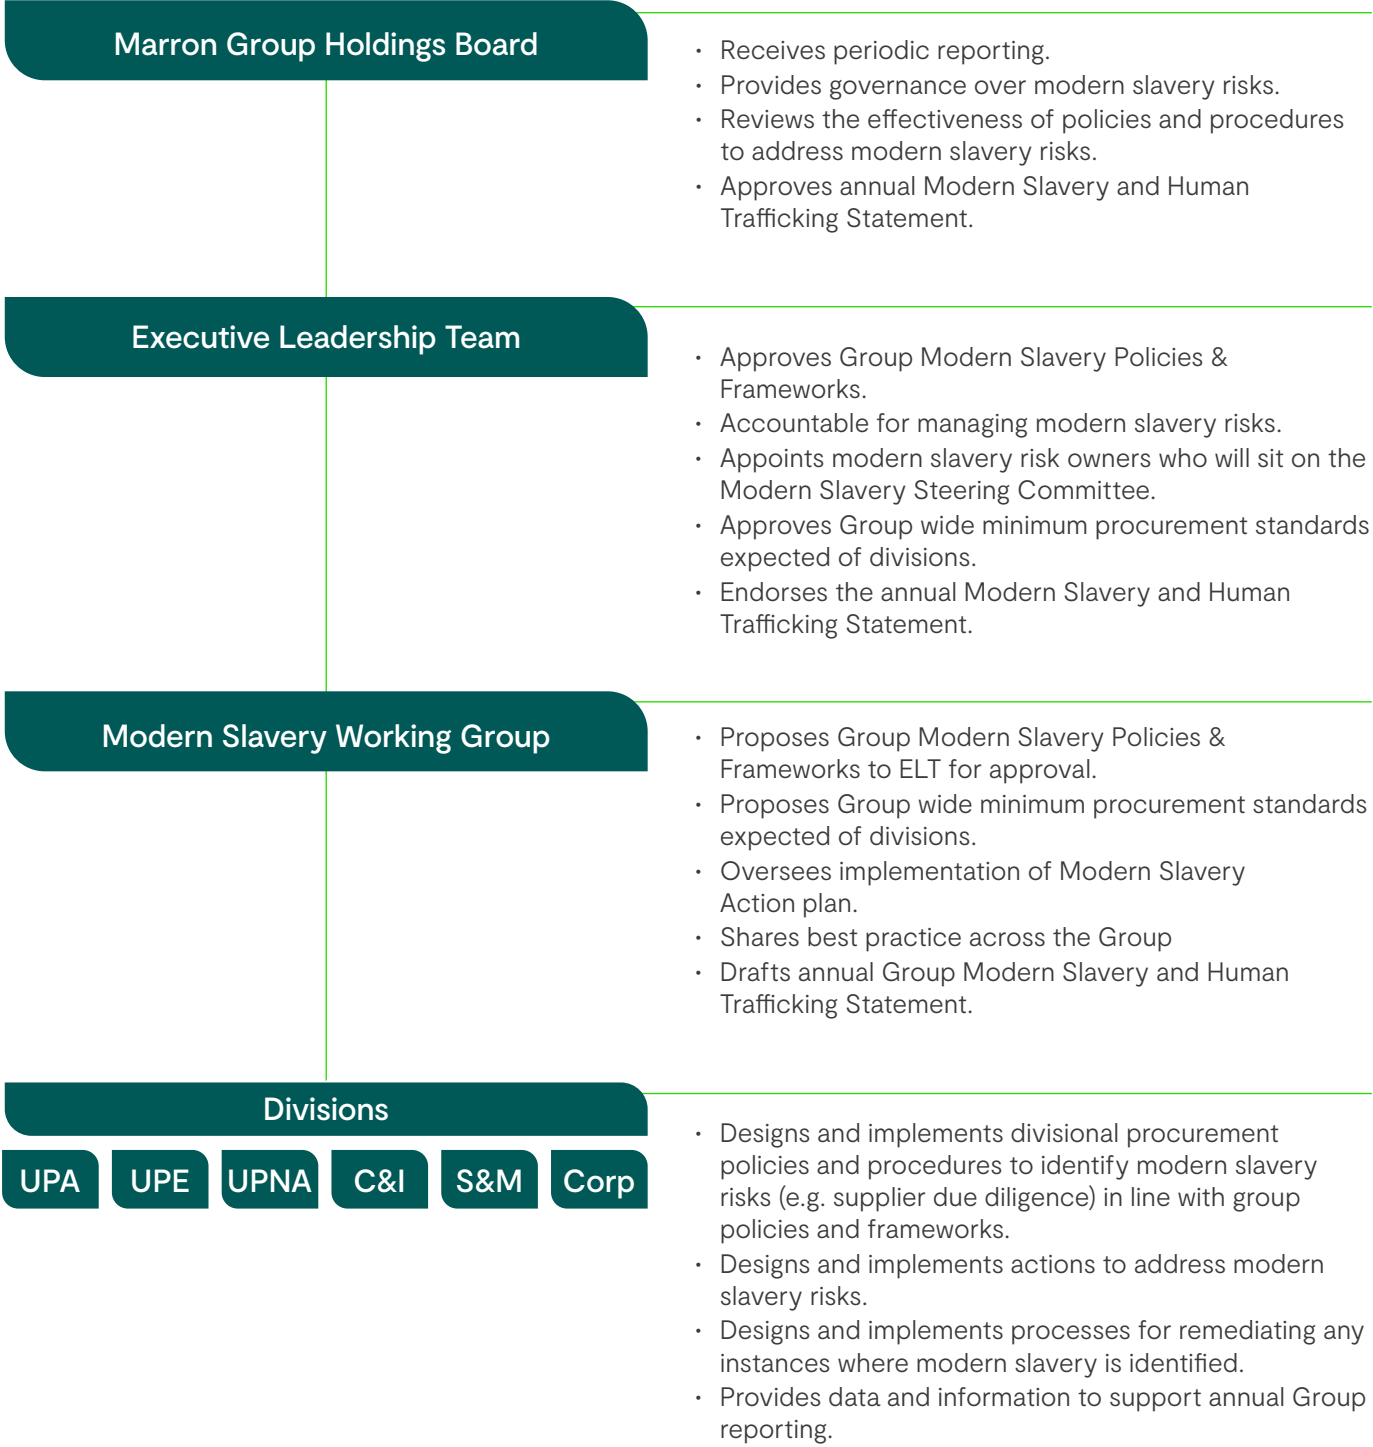 Marron Group Holdings Board
• Receives periodic reporting.
• Provides governance over modern slavery risks.
• Reviews the effectiveness of policies and procedures
to address modern slavery risks.
• Approves annual Modern Slavery and Human
Trafficking Statement.
Executive Leadership Team
• Approves Group Modern Slavery Policies &
Frameworks.
• Accountable for managing modern slavery risks.
• Appoints modern slavery risk owners who will sit on the
Modern Slavery Steering Committee.
• Approves Group wide minimum procurement standards
expected of divisions.
• Endorses the annual Modern Slavery and Human
Trafficking Statement.
Modern Slavery Working Group
• Proposes Group Modern Slavery Policies &
Frameworks to ELT for approval.
• Proposes Group wide minimum procurement standards
expected of divisions.
• Oversees implementation of Modern Slavery
Action plan.
• Shares best practice across the Group
• Drafts annual Group Modern Slavery and Human
Trafficking Statement.
Divisions
UPA UPE UPNA C&I S&M Corp
• Designs and implements divisional procurement
policies and procedures to identify modern slavery
risks (e.g. supplier due diligence) in line with group
policies and frameworks.
• Designs and implements actions to address modern
slavery risks.
• Designs and implements processes for remediating any
instances where modern slavery is identified.
• Provides data and information to support annual Group
reporting.